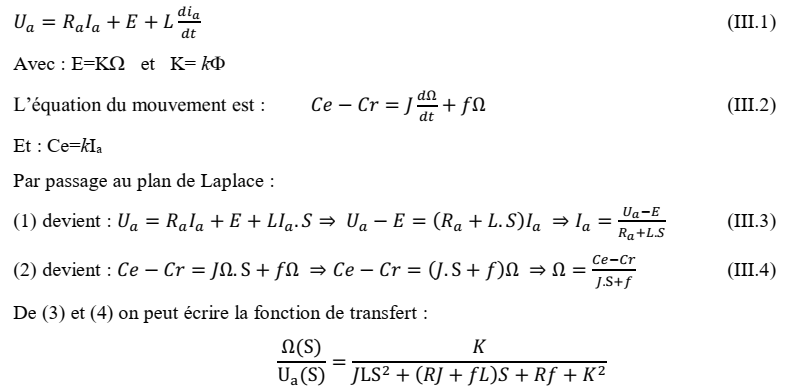 U_a = R_a I_a + E + L di_a/dt (III.1)
Avec : E=KΩ et K= kΦ
L'équation du mouvement est : Ce − Cr = J dΩ/dt + fΩ (III.2)
Et : Ce=kI_a
Par passage au plan de Laplace :
(1) devient : U_a = R_a I_a + E + LI_a.S ⇒ U_a − E = (R_a + L.S)I_a ⇒ I_a = (U_a−E)/(R_a+L.S) (III.3)
(2) devient : Ce − Cr = JΩ.S + fΩ ⇒ Ce − Cr = (J.S + f)Ω ⇒ Ω = (Ce−Cr)/(J.S+f) (III.4)
De (3) et (4) on peut écrire la fonction de transfert :
Ω(S)/U_a(S) = K/(JLS² + (RJ + fL)S + Rf + K²)